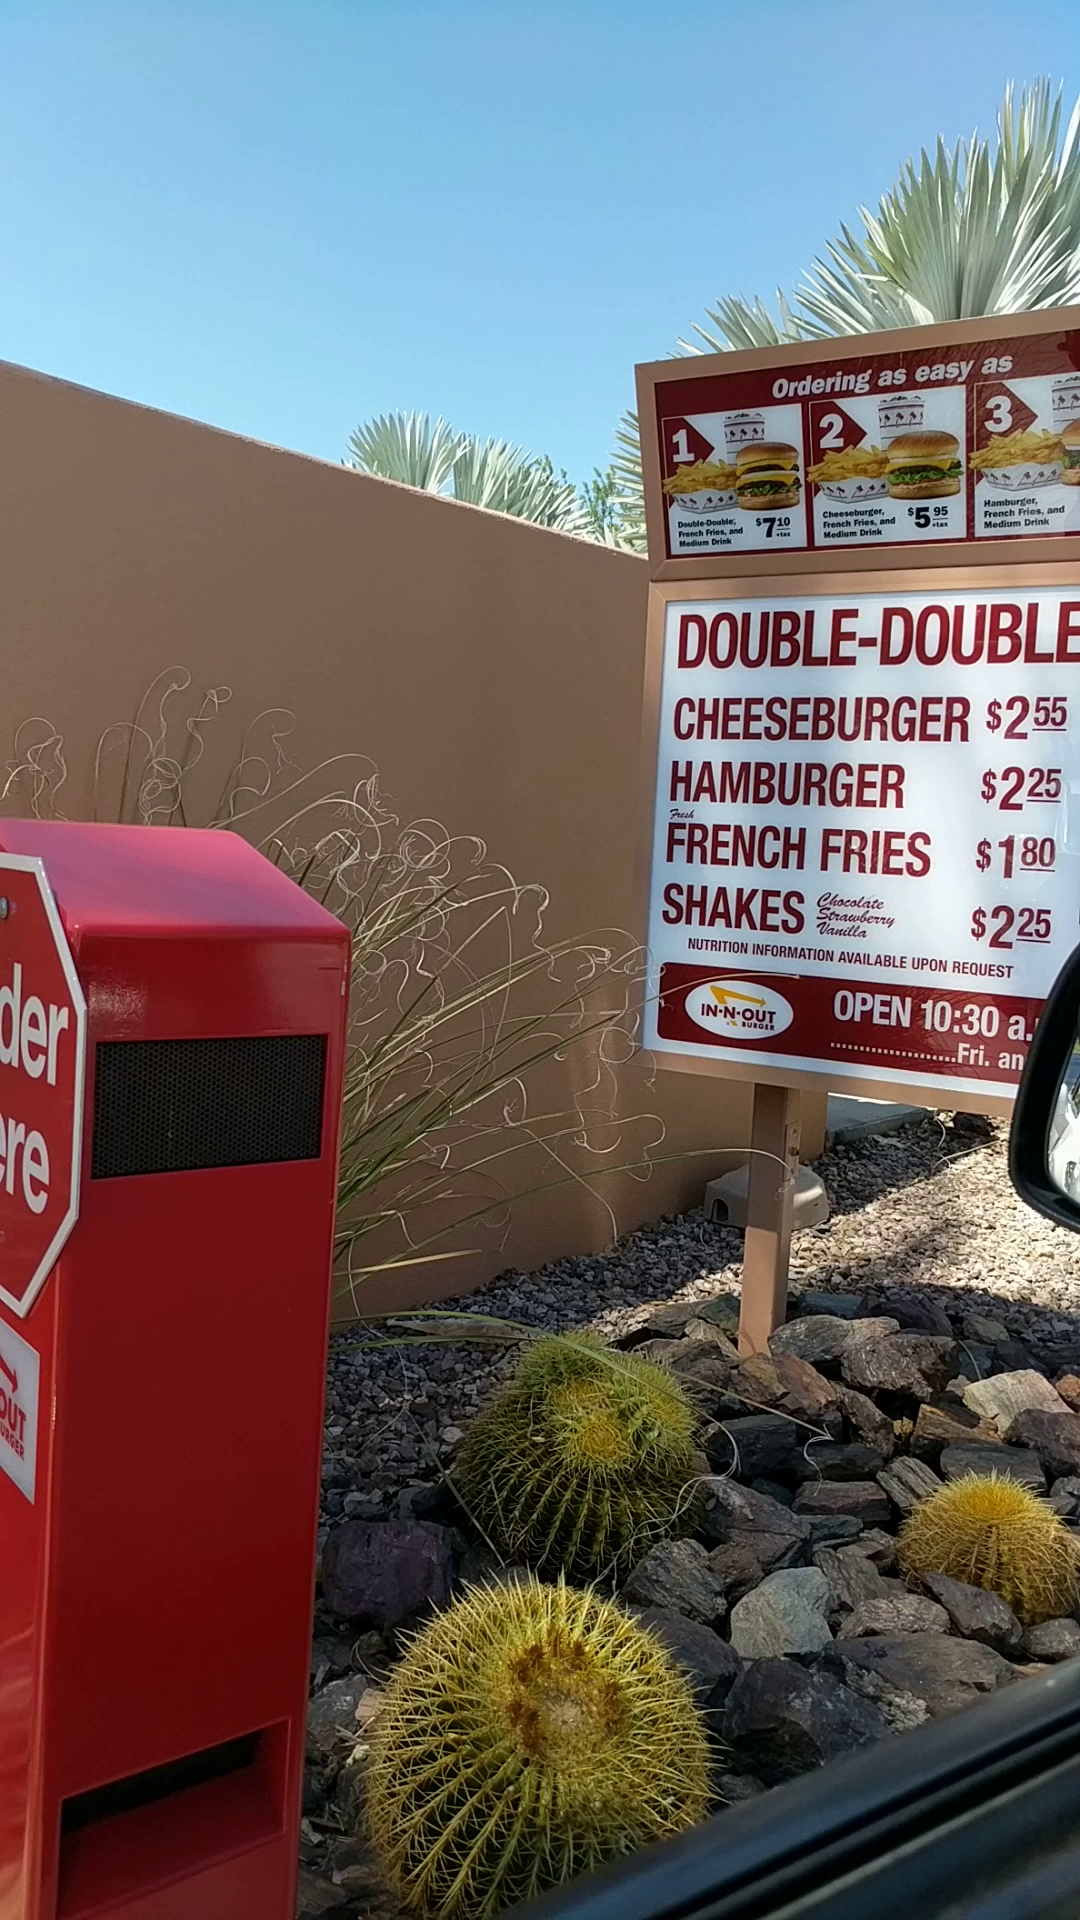 Ordering as easy as
1
Double-Double,
French Fries, and
Medium Drink
$7.10
+tax
2
Cheeseburger,
French Fries, and
Medium Drink
$5.95
+tax
3
Hamburger,
French Fries, and
Medium Drink
DOUBLE-DOUBLE
CHEESEBURGER $2.55
HAMBURGER $2.25
Fresh
FRENCH FRIES $1.80
SHAKES Chocolate
Strawberry
Vanilla
$2.25
NUTRITION INFORMATION AVAILABLE UPON REQUEST
IN-N-OUT
BURGER
OPEN 10:30 a.
Fri. an
der
ere
OUT